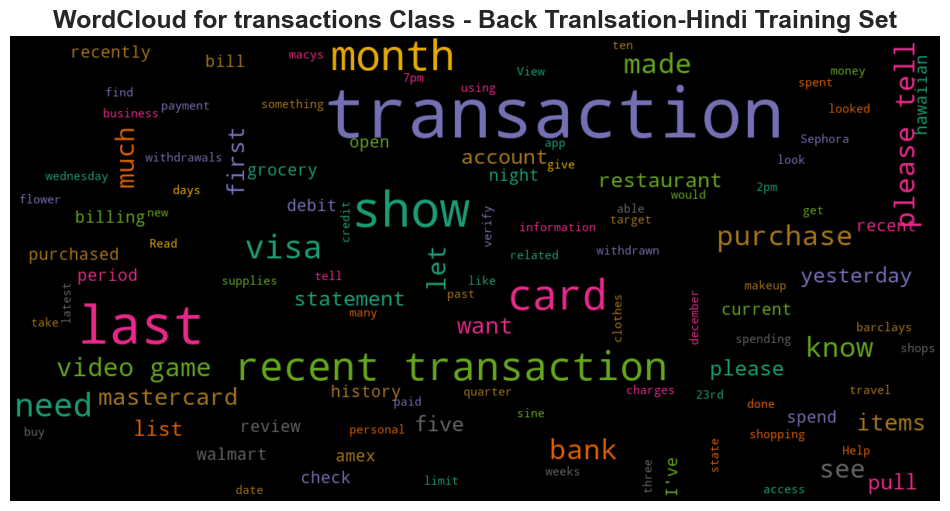 WordCloud for transactions Class - Back Tranlsation-Hindi Training Set
recently
bill
macys
month
7pm
ten
made
View
using
money
spent
please tell
hawaiian
find
business
payment
something
transaction
looked
much
withdrawals
first
open
grocery
account
app
give
night
Sephora
look
wednesday
days
flower
restaurant
would
2pm
billing
new
debit
credit
show
verify
able
target
get
recent
information
purchase
Read
visa
let
withdrawn
purchased
related
period
supplies
tell
like
yesterday
latest
statement
past
card
clothes
makeup
december
current
take
last
many
want
barclays
spending
know
shops
video game
recent transaction
please
need
mastercard
history
paid
quarter
charges
23rd
travel
buy
list
review
personal
five
sine
done
spend
items
shopping
walmart
amex
bank
state
Help
see
check
weeks
three
I've
pull
date
limit
access